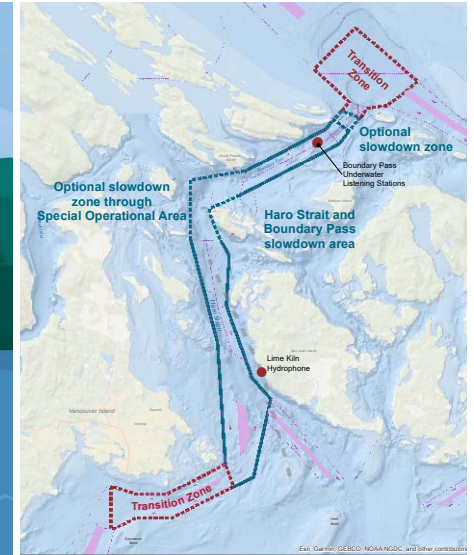 Transition
Zone
Optional
slowdown zone
Boundary Pass
Underwater
Listening Stations
Optional slowdown
zone through
Special Operational Area
Haro Strait and
Boundary Pass
slowdown area
Lime Kiln
Hydrophone
Vancouver Island
Transition Zone
Esri, Garmin, GEBCO, NOAA NGDC, and other contributors